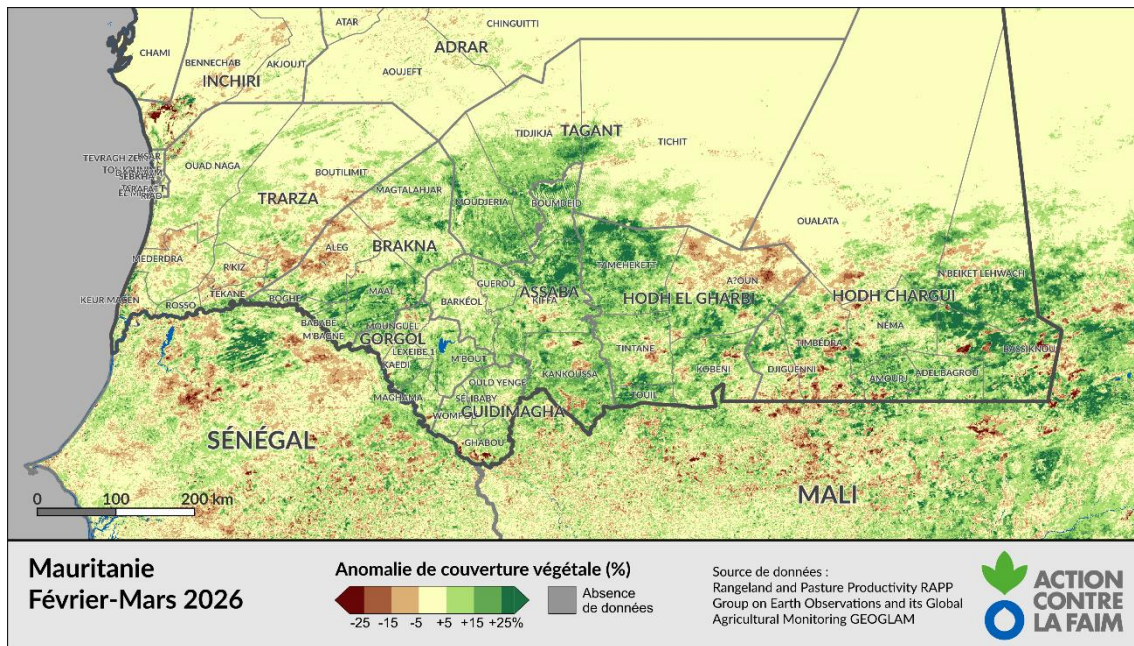 ATAR
CHINGUITTI
CHAMI
ADRAR
BENNECHAB
AKJOUJT
INCHIRI
AOUJEFT
TIDJIKJA
TAGANT
TICHIT
OUAD NAGA
BOUTILIMIT
MAGTALAHJAR
TRARZA
MOUDJERIA
BOUMDEID
OUALATA
BRAKNA
ALEG
MEDERDRA
R'KIZ
TAMCHEKETT
A?OUN
N'BEIKET LEHWACH
GUEROU
ASSABA
HODH EL GHARBI
HODH CHARGUI
KEUR MACEN
ROSSO
TEKANE
BOGHE
MAAL
BARKÉOL
KIFFA
BABABE
M'BAGNE
MOUNGUEL
GORGOL
LEXEIBE 1
KAEDI
M'BOUT
TINTANE
KOBENI
DJIGUENNI
TIMBEDRA
NEMA
AMOURJ
ADEL BAGROU
BASSIKNOU
MAGHAMA
OULD YENGE
KANKOUSSA
TOUIL
SELIBABY
WOMPOU
GUIDIMAGHA
GHABOU
SÉNÉGAL
MALI
0 100 200 km
Mauritanie
Février-Mars 2026
Anomalie de couverture végétale (%)
-25 -15 -5 +5 +15 +25%
Absence
de données
Source de données :
Rangeland and Pasture Productivity RAPP
Group on Earth Observations and its Global
Agricultural Monitoring GEOGLAM
ACTION
CONTRE
LA FAIM